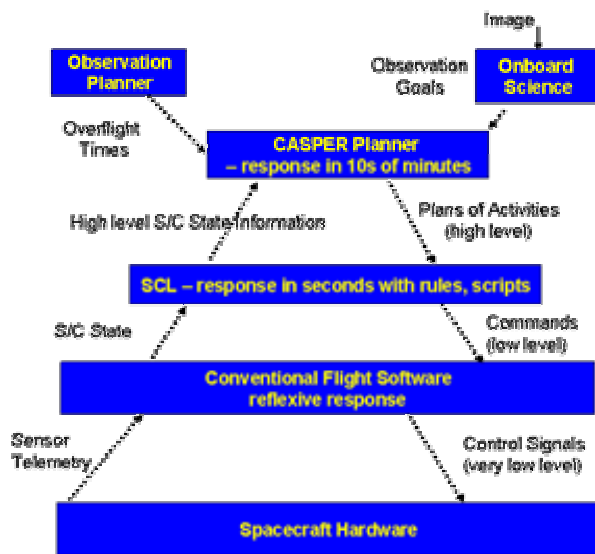 Image
Observation
Planner
Observation
Goals
Onboard
Science
Overflight
Times
CASPER Planner
– response in 10s of minutes
High level S/C State Information
Plans of Activities
(high level)
SCL – response in seconds with rules, scripts
S/C State
Commands
(low level)
Conventional Flight Software
reflexive response
Sensor
Telemetry
Control Signals
(very low level)
Spacecraft Hardware